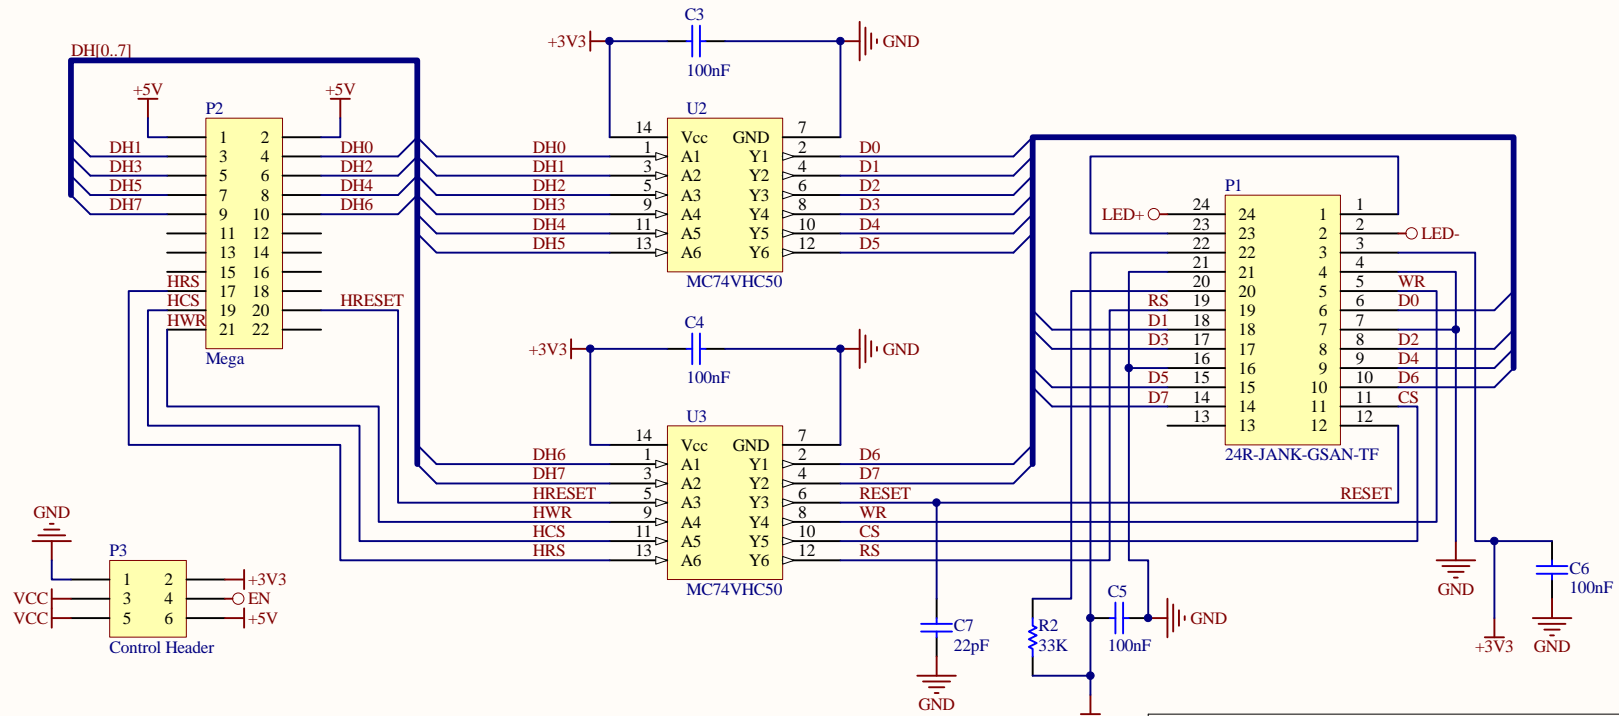 C3
+3V3 GND
100nF
DH[0..7]
+5V +5V
P2 U2
1 2 14 Vcc GND 7
DH1 3 4 DH0 DH0 1 A1 Y1 2 D0
DH3 5 6 DH2 DH1 3 A2 Y2 4 D1
DH5 7 8 DH4 DH2 5 A3 Y3 6 D2
DH7 9 10 DH6 DH3 9 A4 Y4 8 D3
11 12 DH4 11 A5 Y5 10 D4
13 14 DH5 13 A6 Y6 12 D5
15 16 MC74VHC50
HRS 17 18
HCS 19 20 HRESET
HWR 21 22
Mega
P1
LED+ 24 24 1 1
23 23 2 2 LED-
22 22 3 3
21 21 4 4
20 20 5 5 WR
RS 19 19 6 6 D0
D1 18 18 7 7
D3 17 17 8 8 D2
16 16 9 9 D4
D5 15 15 10 10 D6
D7 14 14 11 11 CS
13 13 12 12
24R-JANK-GSAN-TF
C4
+3V3 GND
100nF
U3
14 Vcc GND 7
DH6 1 A1 Y1 2 D6
DH7 3 A2 Y2 4 D7
HRESET 5 A3 Y3 6 RESET RESET
HWR 9 A4 Y4 8 WR
HCS 11 A5 Y5 10 CS
HRS 13 A6 Y6 12 RS
MC74VHC50
GND
P3
1 2 +3V3
VCC 3 4 EN
VCC 5 6 +5V
Control Header
C7
22pF
GND
R2
33K
C5
100nF
GND
GND
+3V3
C6
100nF
GND